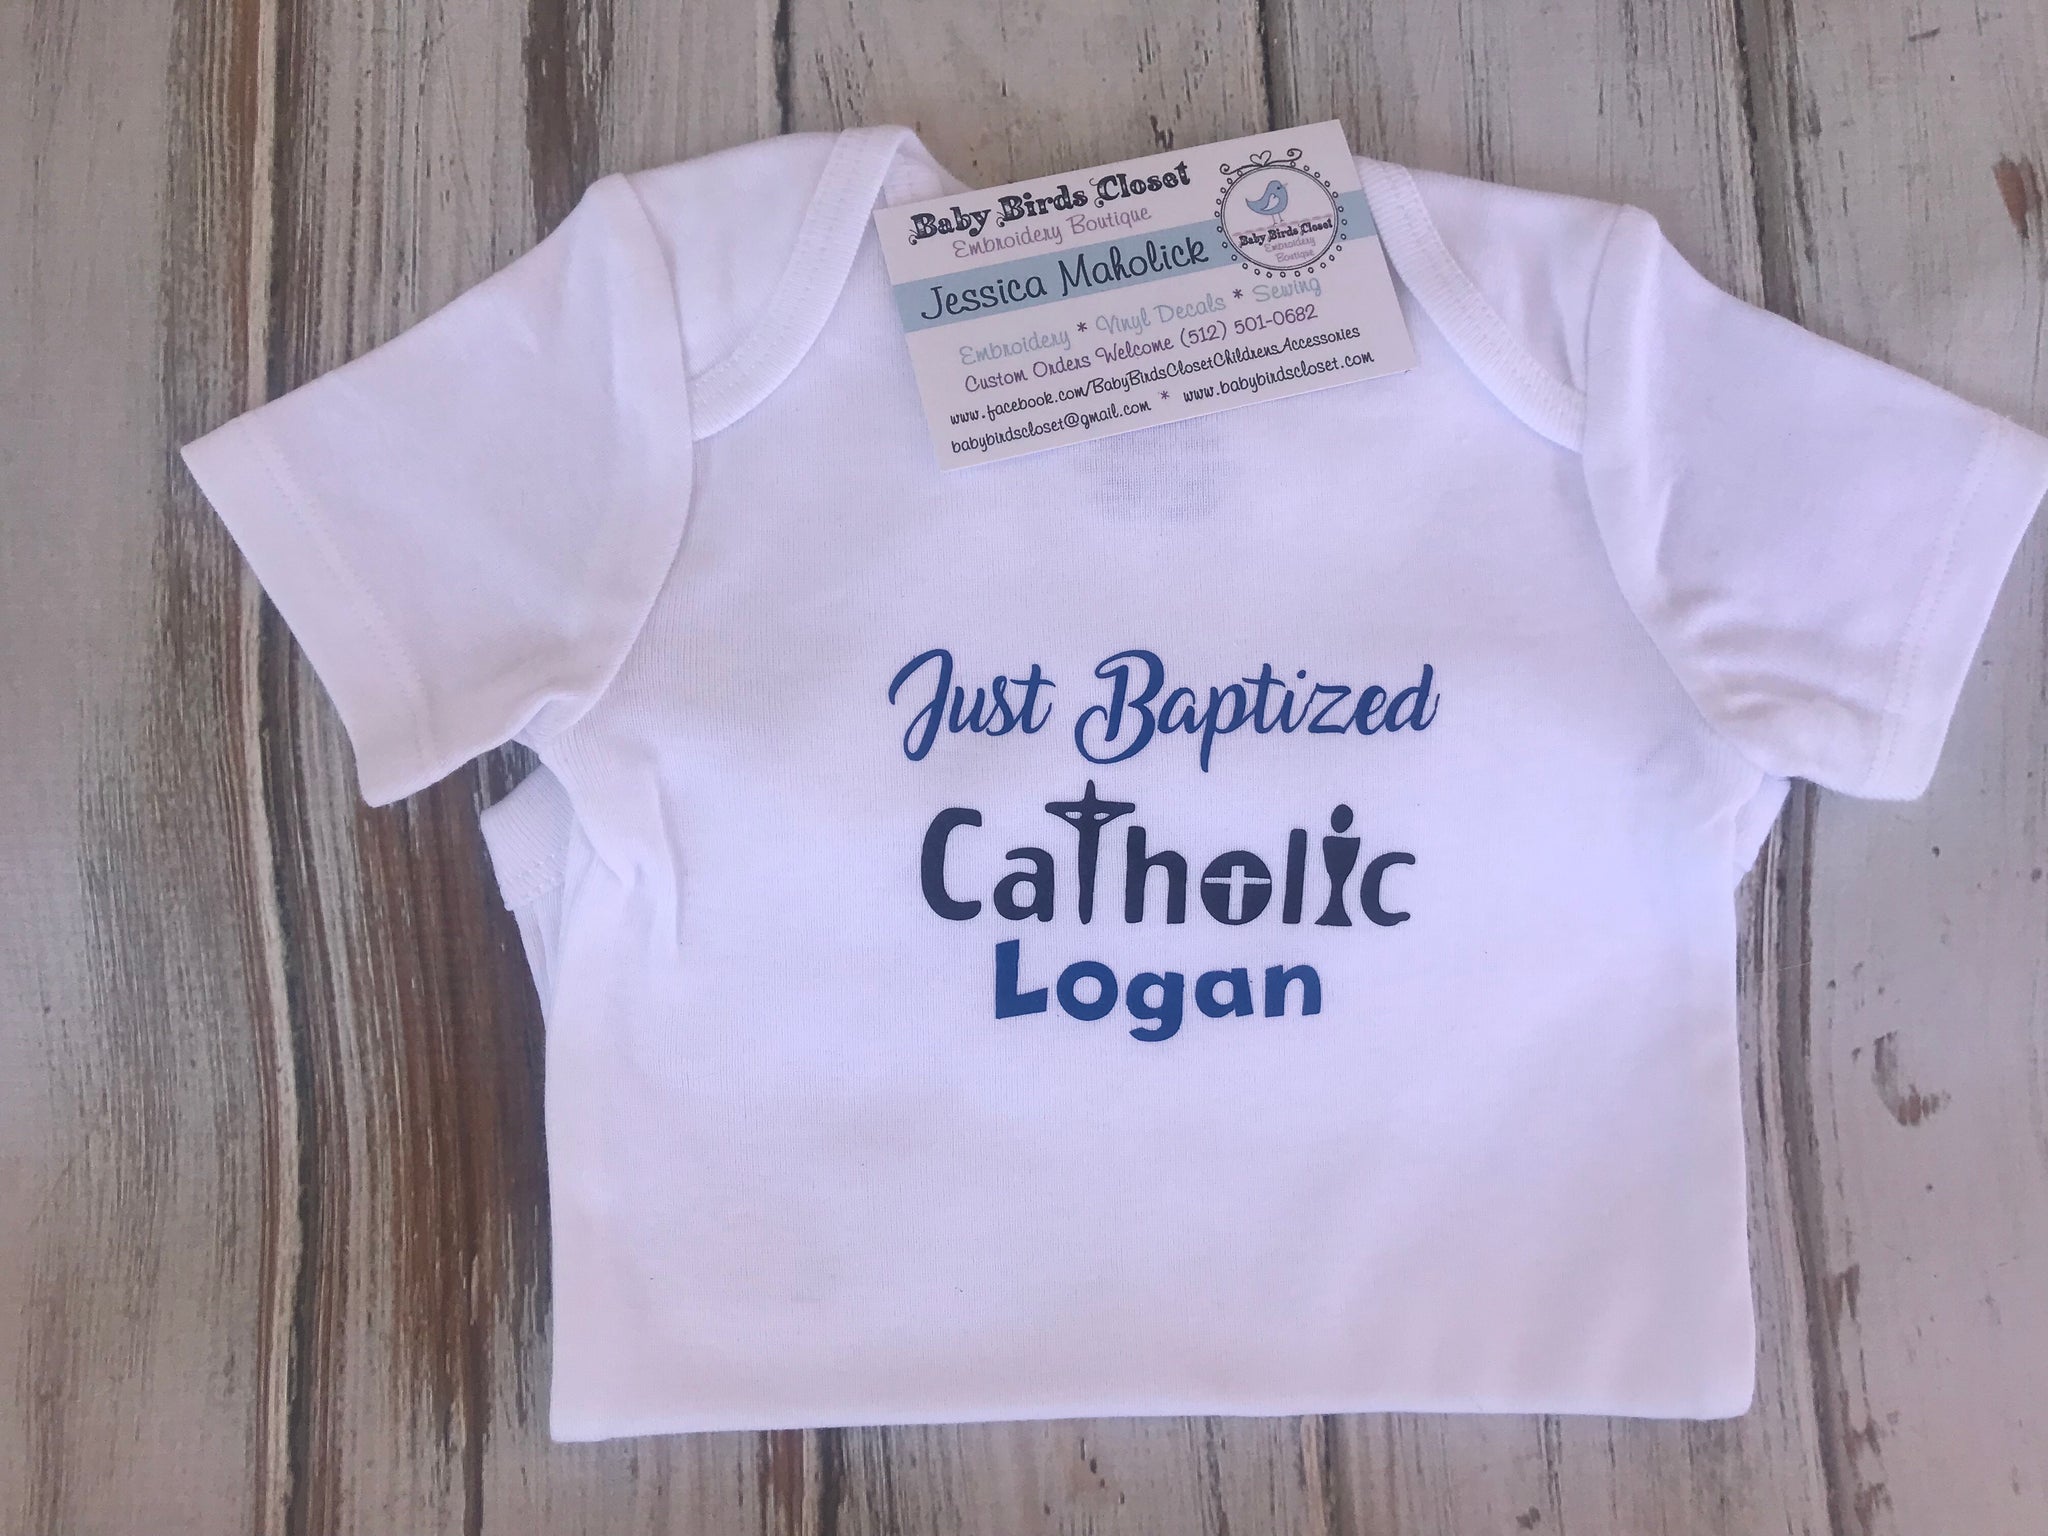 Baby Birds Closet
Embroidery Boutique
Jessica Maholick
Baby Birds Closet
Embroidery
Boutique
Embroidery * Vinyl Decals * Sewing
Custom Orders Welcome (512) 501-0682
www.facebook.com/BabyBirdsClosetChildrensAccessories
babybirdscloset@gmail.com * www.babybirdscloset.com
Just Baptized
Catholic
Logan